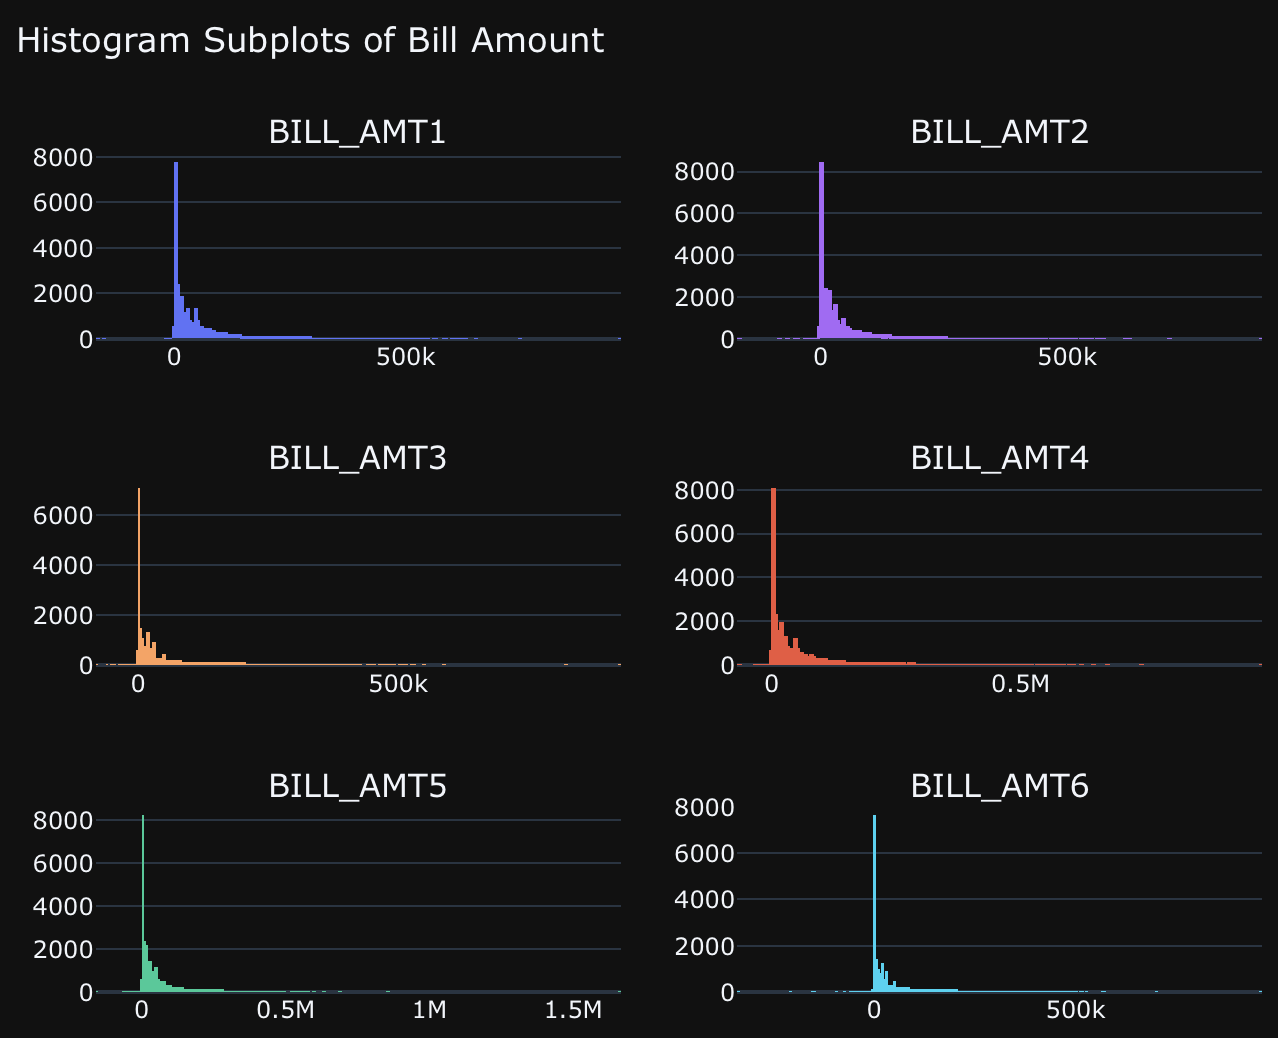 Histogram Subplots of Bill Amount
BILL_AMT1
8000
6000
4000
2000
0
0 500k
BILL_AMT2
8000
6000
4000
2000
0
0 500k
BILL_AMT3
6000
4000
2000
0
0 500k
BILL_AMT4
8000
6000
4000
2000
0
0 0.5M
BILL_AMT5
8000
6000
4000
2000
0
0 0.5M 1M 1.5M
BILL_AMT6
8000
6000
4000
2000
0
0 500k